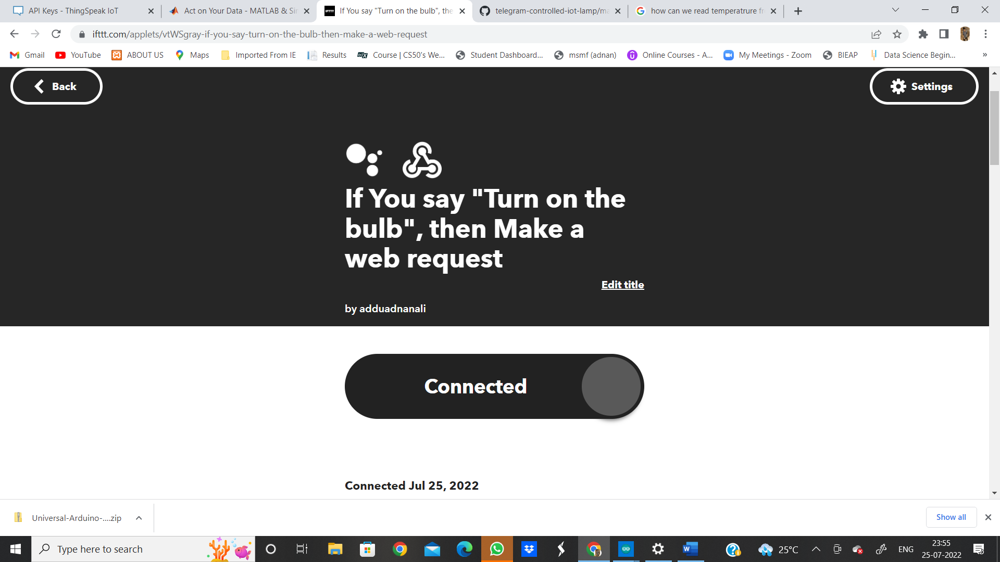 API Keys - ThingSpeak IoT
Act on Your Data - MATLAB & Sir
IFTTT
If You say "Turn on the bulb", the
telegram-controlled-iot-lamp/ma
how can we read temperatrure fr
ifttt.com/applets/vtWSgray-if-you-say-turn-on-the-bulb-then-make-a-web-request
Gmail
YouTube
ABOUT US
Maps
Imported From IE
Results
edX
Course | CS50's We...
Student Dashboard...
msmf (adnan)
Online Courses - A...
My Meetings - Zoom
BIEAP
Data Science Begin...
»
Back
Settings
If You say "Turn on the
bulb", then Make a
web request
Edit title
by adduadnanali
Connected
Connected Jul 25, 2022
Universal-Arduino-....zip
Show all
Type here to search
25°C
ENG
23:55
25-07-2022